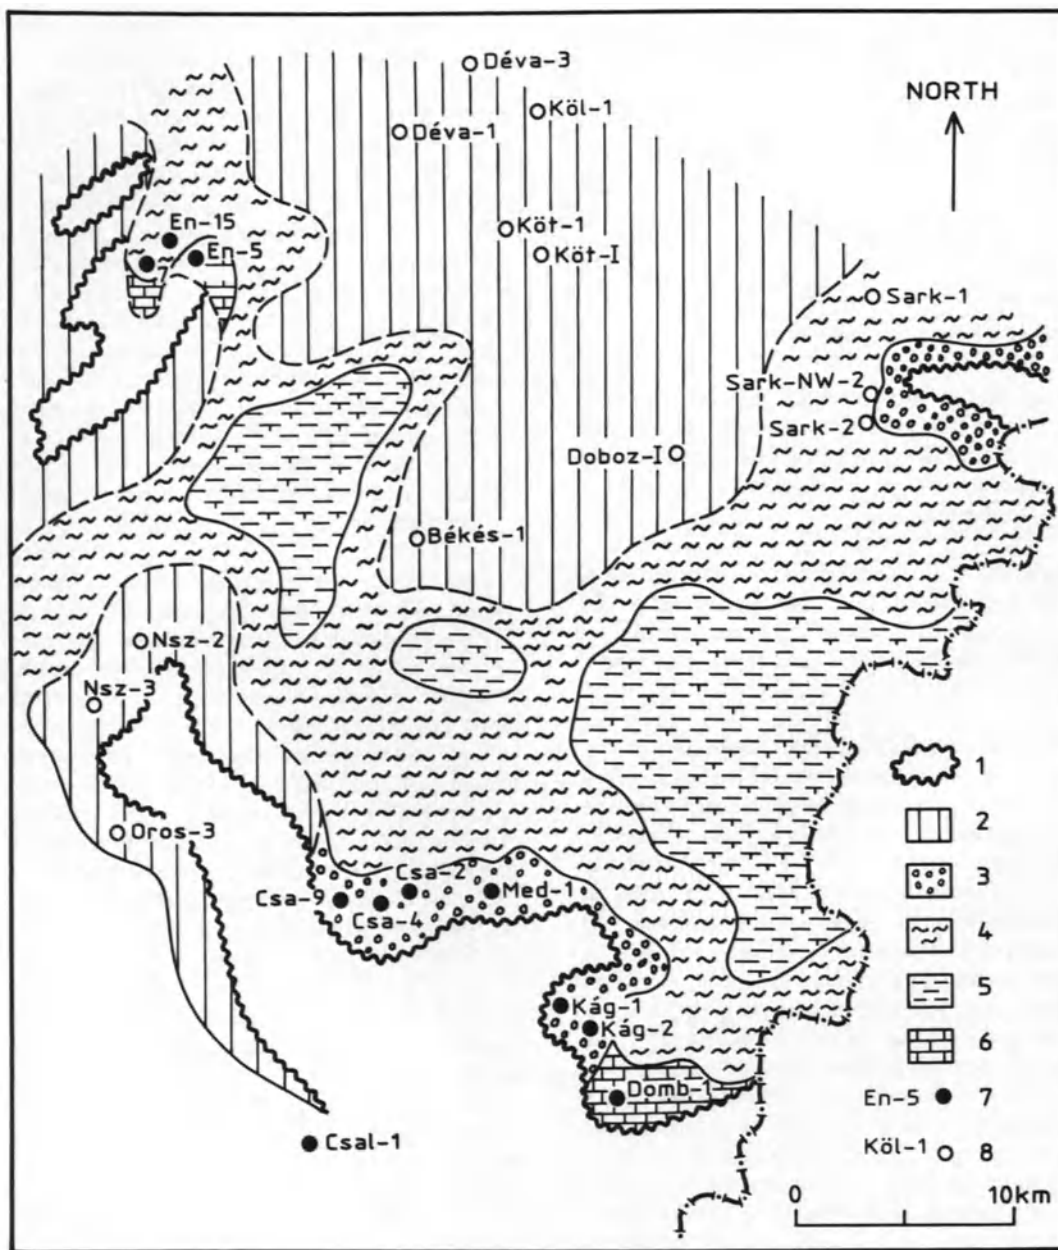 Déva-3
NORTH
Köl-1
Déva-1
En-15
Köt-1
En-5
Köt-I
Sark-1
Sark-NW-2
Sark-2
Doboz-I
Békés-1
Nsz-2
Nsz-3
1
2
Oros-3
Csa-2
3
Csa-9
Med-1
Csa-4
4
5
Kág-1
Kág-2
6
Domb-1
En-5 7
Csal-1
Köl-1 8
0 10km